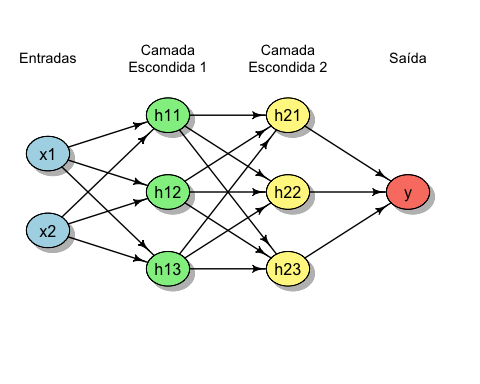 Entradas
Camada
Escondida 1
Camada
Escondida 2
Saída
x1
x2
h11
h12
h13
h21
h22
h23
y